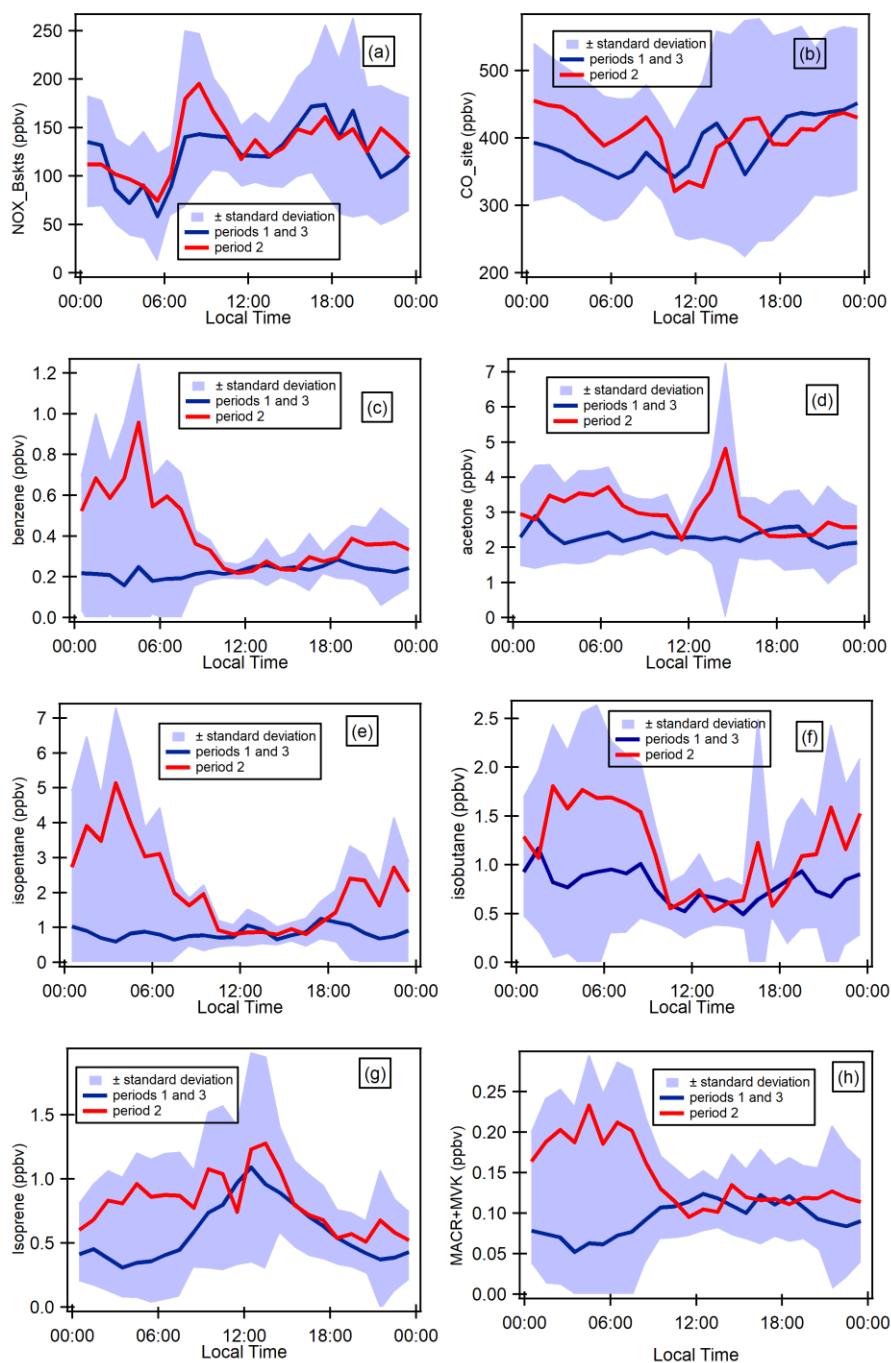 (a)
± standard deviation
periods 1 and 3
period 2
NOX_Bskts (ppbv)
250
200
150
100
50
0
00:00 06:00 12:00 18:00 00:00
Local Time
(b)
± standard deviation
periods 1 and 3
period 2
CO_site (ppbv)
500
400
300
200
00:00 06:00 12:00 18:00 00:00
Local Time
(c)
± standard deviation
periods 1 and 3
period 2
benzene (ppbv)
1.2
1.0
0.8
0.6
0.4
0.2
0.0
00:00 06:00 12:00 18:00 00:00
Local Time
(d)
± standard deviation
periods 1 and 3
period 2
acetone (ppbv)
7
6
5
4
3
2
1
0
00:00 06:00 12:00 18:00 00:00
Local Time
(e)
± standard deviation
periods 1 and 3
period 2
isopentane (ppbv)
7
6
5
4
3
2
1
0
00:00 06:00 12:00 18:00 00:00
Local Time
(f)
± standard deviation
periods 1 and 3
period 2
isobutane (ppbv)
2.5
2.0
1.5
1.0
0.5
0.0
00:00 06:00 12:00 18:00 00:00
Local Time
(g)
± standard deviation
periods 1 and 3
period 2
Isoprene (ppbv)
1.5
1.0
0.5
0.0
00:00 06:00 12:00 18:00 00:00
Local Time
(h)
± standard deviation
periods 1 and 3
period 2
MACR+MVK (ppbv)
0.25
0.20
0.15
0.10
0.05
0.00
00:00 06:00 12:00 18:00 00:00
Local Time